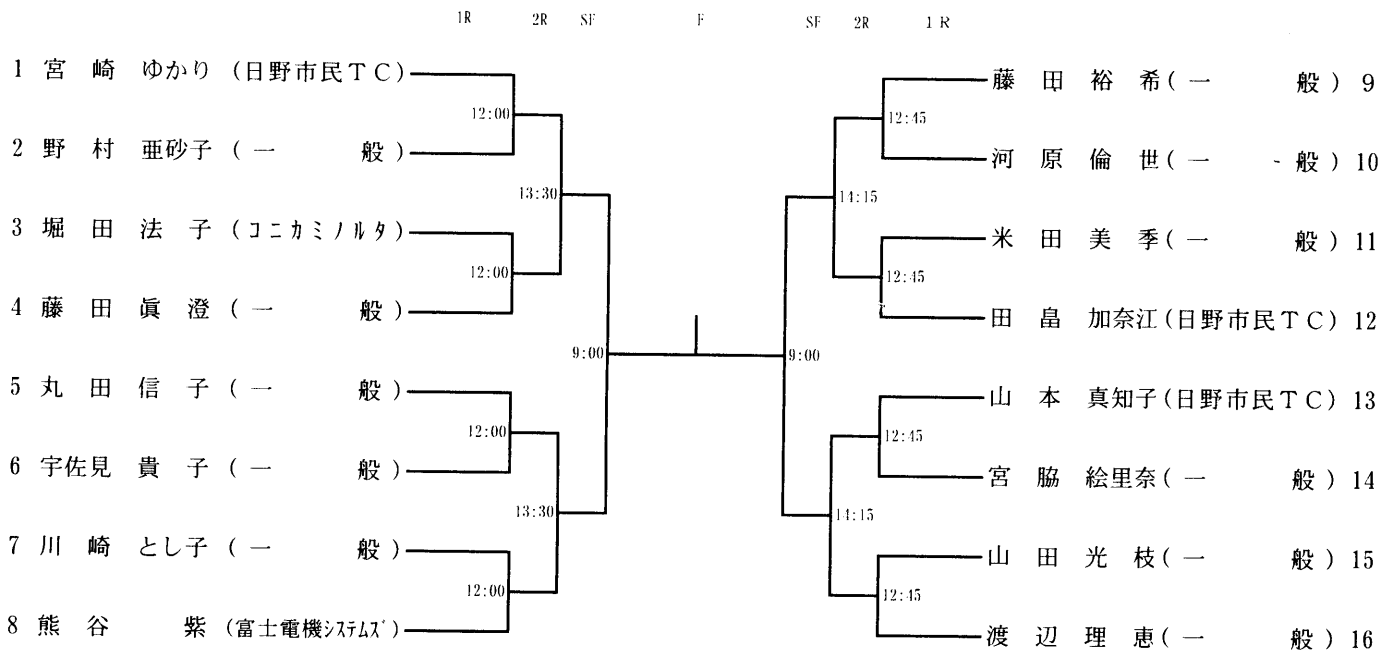 1R 2R SF F SF 2R 1R
1 宮崎 ゆかり (日野市民TC)
12:00
2 野村 亜砂子 (一般)
13:30
3 堀田 法子 (コニカミノルタ)
12:00
4 藤田 眞澄 (一般)
9:00
5 丸田 信子 (一般)
12:00
6 宇佐見 貴子 (一般)
13:30
7 川崎 とし子 (一般)
12:00
8 熊谷 紫 (富士電機システムズ)
藤田裕希 (一般) 9
12:45
河原倫世 (一般) 10
14:15
米田美季 (一般) 11
12:45
田畠 加奈江 (日野市民TC) 12
9:00
山本 真知子 (日野市民TC) 13
12:45
宮脇 絵里奈 (一般) 14
14:15
山田光枝 (一般) 15
12:45
渡辺理恵 (一般) 16